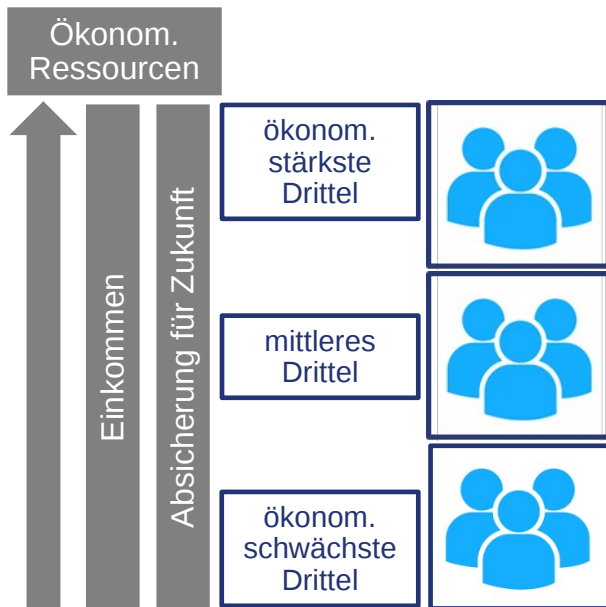 Ökonom.
Ressourcen
Einkommen
Absicherung für Zukunft
ökonom.
stärkste
Drittel
mittleres
Drittel
ökonom.
schwächste
Drittel